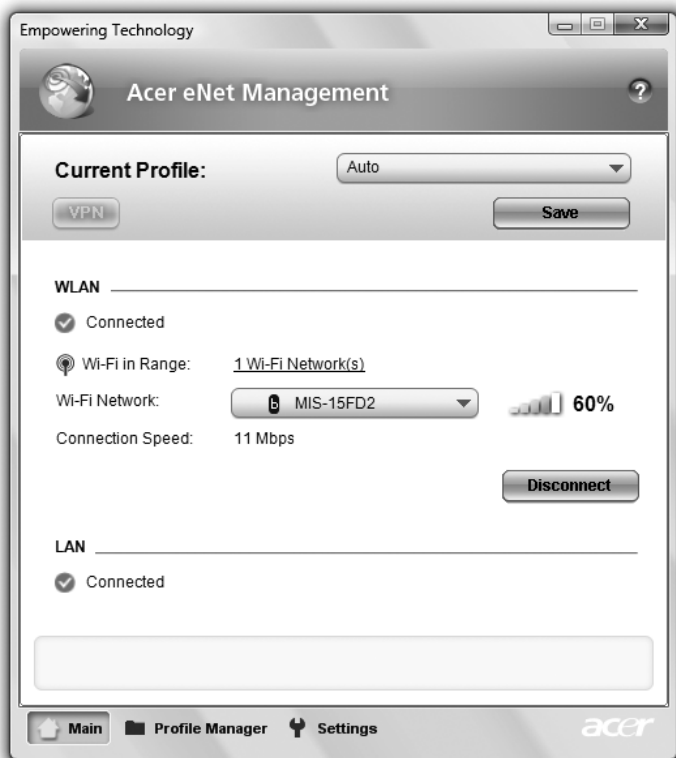 Empowering Technology
Acer eNet Management
?
Current Profile:
Auto
VPN
Save
WLAN
Connected
Wi-Fi in Range:
1 Wi-Fi Network(s)
Wi-Fi Network:
b MIS-15FD2
60%
Connection Speed:
11 Mbps
Disconnect
LAN
Connected
Main
Profile Manager
Settings
acer